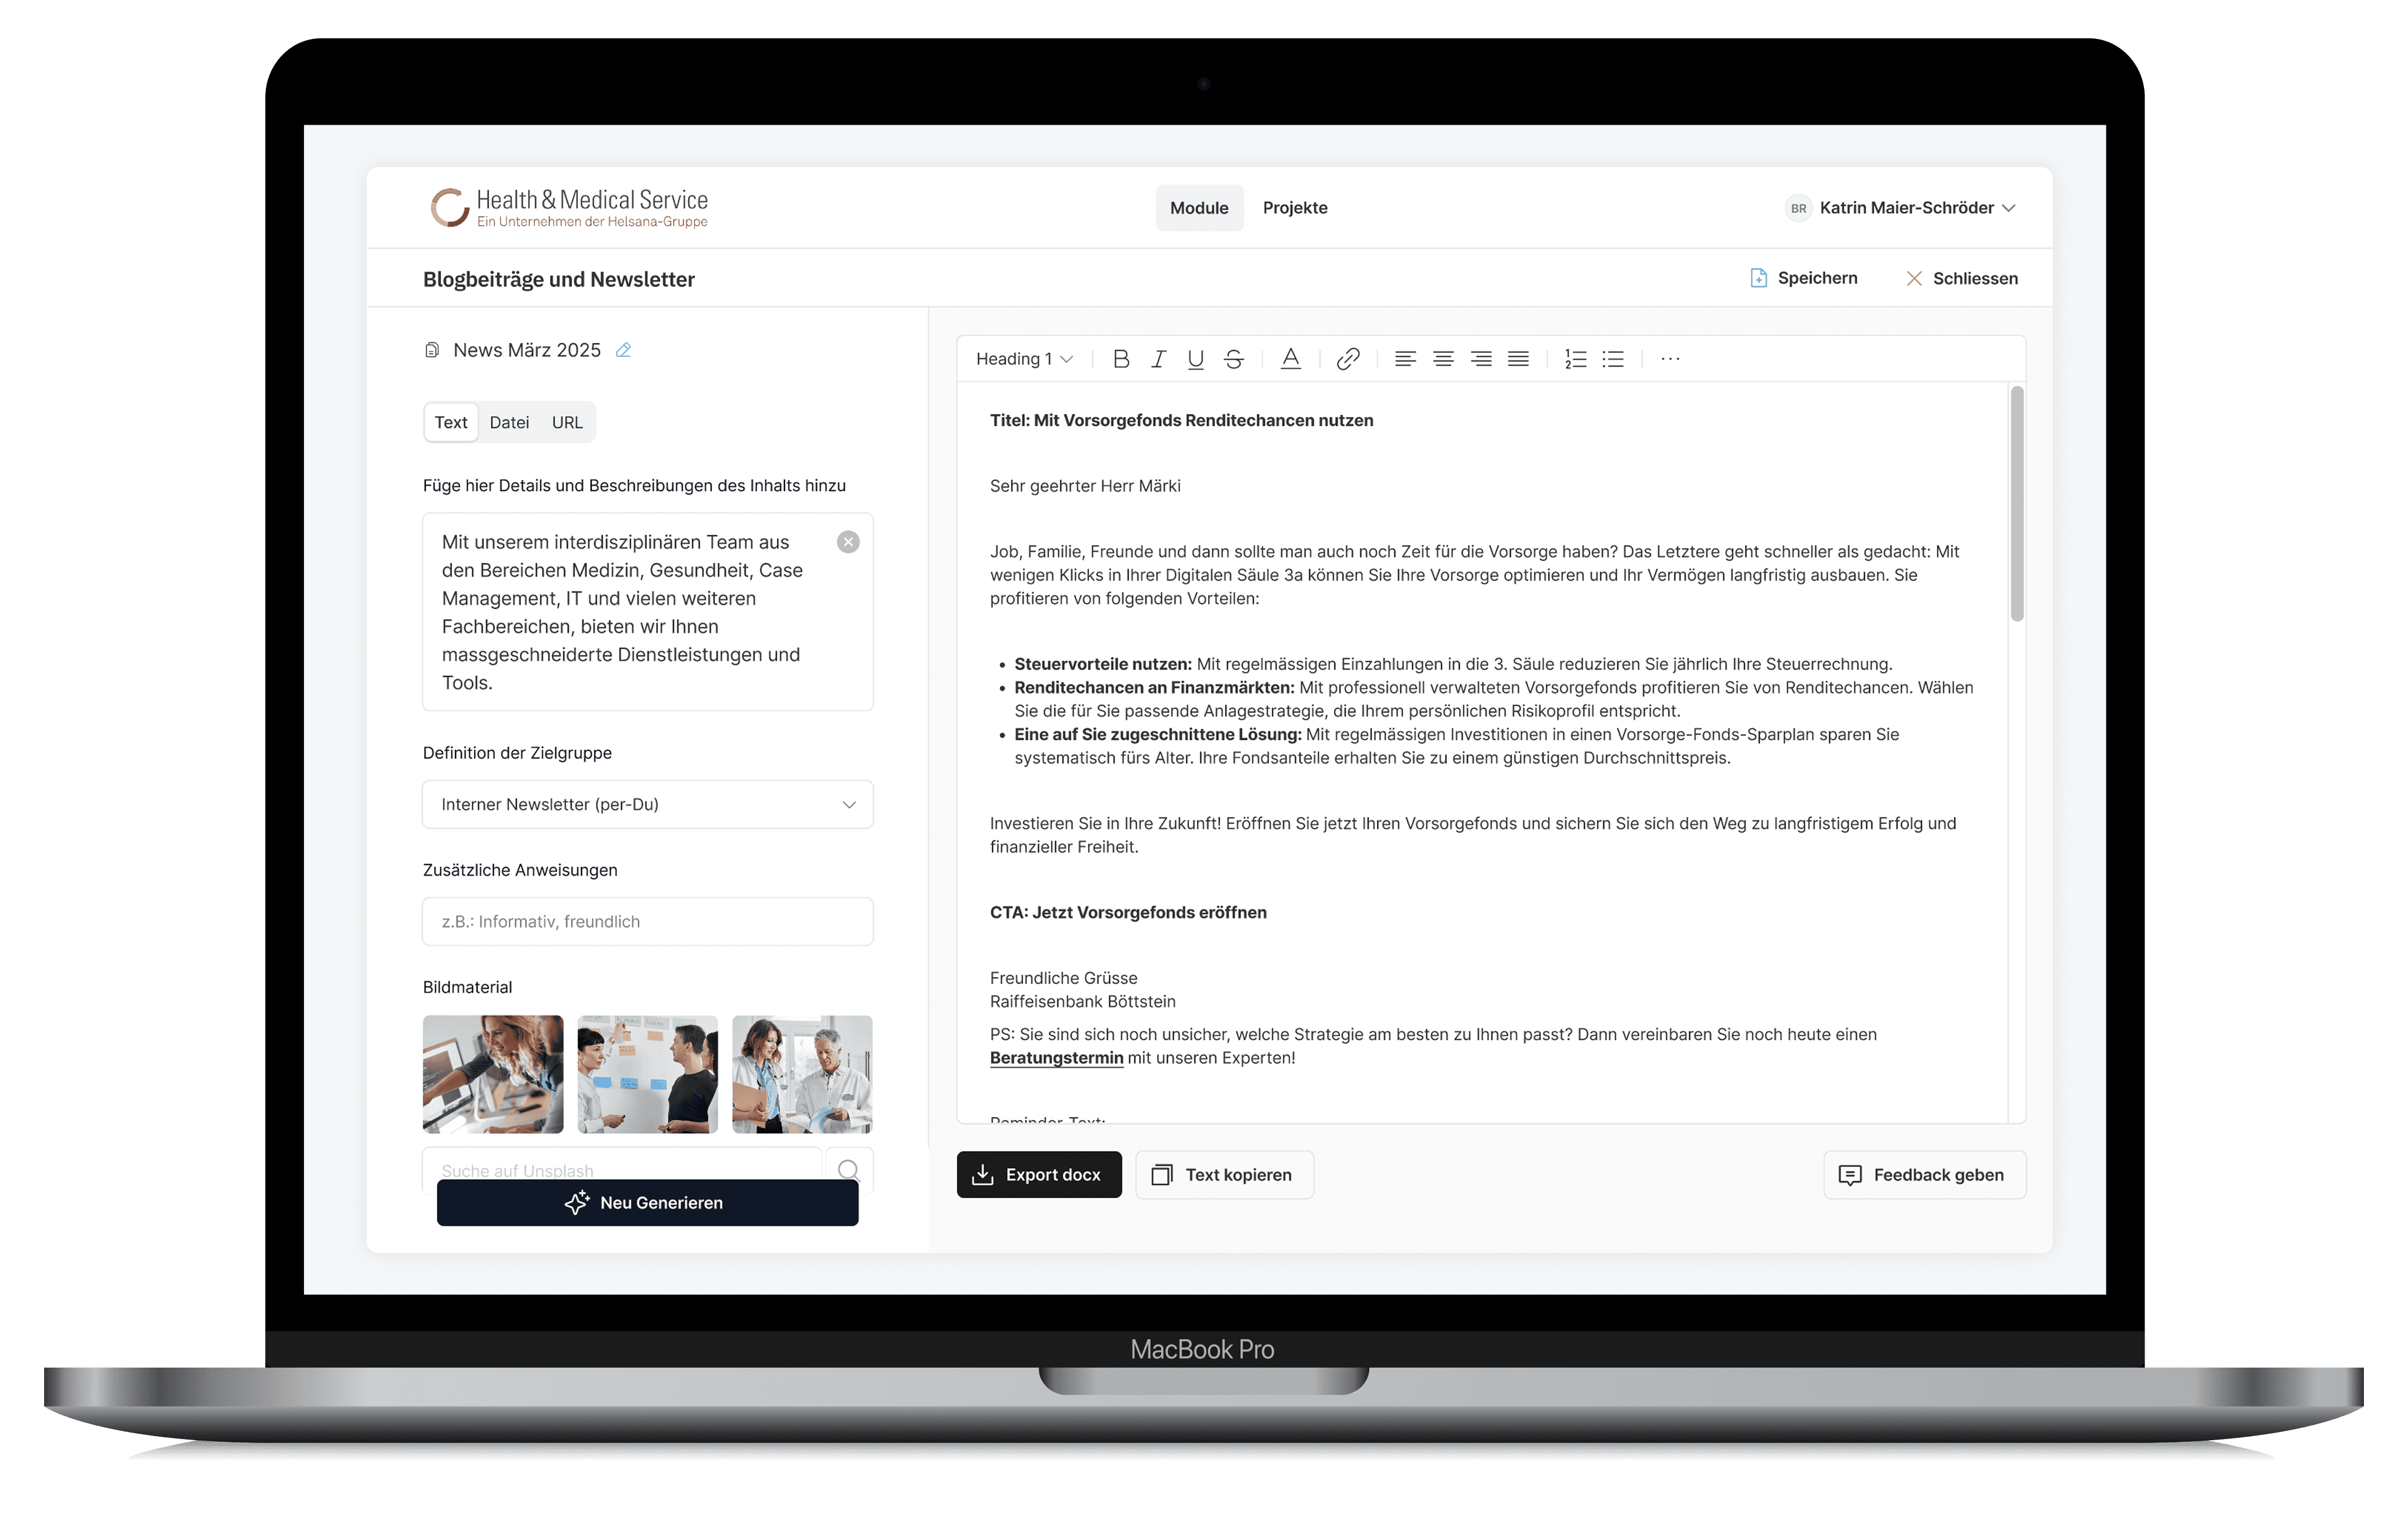 Health & Medical Service
Ein Unternehmen der Helsana-Gruppe
Module
Projekte
BR
Katrin Maier-Schröder
Blogbeiträge und Newsletter
Speichern
Schliessen
News März 2025
Text
Datei
URL
Füge hier Details und Beschreibungen des Inhalts hinzu
Mit unserem interdisziplinären Team aus
den Bereichen Medizin, Gesundheit, Case
Management, IT und vielen weiteren
Fachbereichen, bieten wir Ihnen
massgeschneiderte Dienstleistungen und
Tools.
Definition der Zielgruppe
Interner Newsletter (per-Du)
Zusätzliche Anweisungen
z.B.: Informativ, freundlich
Bildmaterial
Suche auf Unsplash
Neu Generieren
Heading 1
Titel: Mit Vorsorgefonds Renditechancen nutzen
Sehr geehrter Herr Märki
Job, Familie, Freunde und dann sollte man auch noch Zeit für die Vorsorge haben? Das Letztere geht schneller als gedacht: Mit
wenigen Klicks in Ihrer Digitalen Säule 3a können Sie Ihre Vorsorge optimieren und Ihr Vermögen langfristig ausbauen. Sie
profitieren von folgenden Vorteilen:
• Steuervorteile nutzen: Mit regelmässigen Einzahlungen in die 3. Säule reduzieren Sie jährlich Ihre Steuerrechnung.
• Renditechancen an Finanzmärkten: Mit professionell verwalteten Vorsorgefonds profitieren Sie von Renditechancen. Wählen
Sie die für Sie passende Anlagestrategie, die Ihrem persönlichen Risikoprofil entspricht.
• Eine auf Sie zugeschnittene Lösung: Mit regelmässigen Investitionen in einen Vorsorge-Fonds-Sparplan sparen Sie
systematisch fürs Alter. Ihre Fondsanteile erhalten Sie zu einem günstigen Durchschnittspreis.
Investieren Sie in Ihre Zukunft! Eröffnen Sie jetzt Ihren Vorsorgefonds und sichern Sie sich den Weg zu langfristigem Erfolg und
finanzieller Freiheit.
CTA: Jetzt Vorsorgefonds eröffnen
Freundliche Grüsse
Raiffeisenbank Böttstein
PS: Sie sind sich noch unsicher, welche Strategie am besten zu Ihnen passt? Dann vereinbaren Sie noch heute einen
Beratungstermin mit unseren Experten!
Reminder-Text:
Export docx
Text kopieren
Feedback geben
MacBook Pro